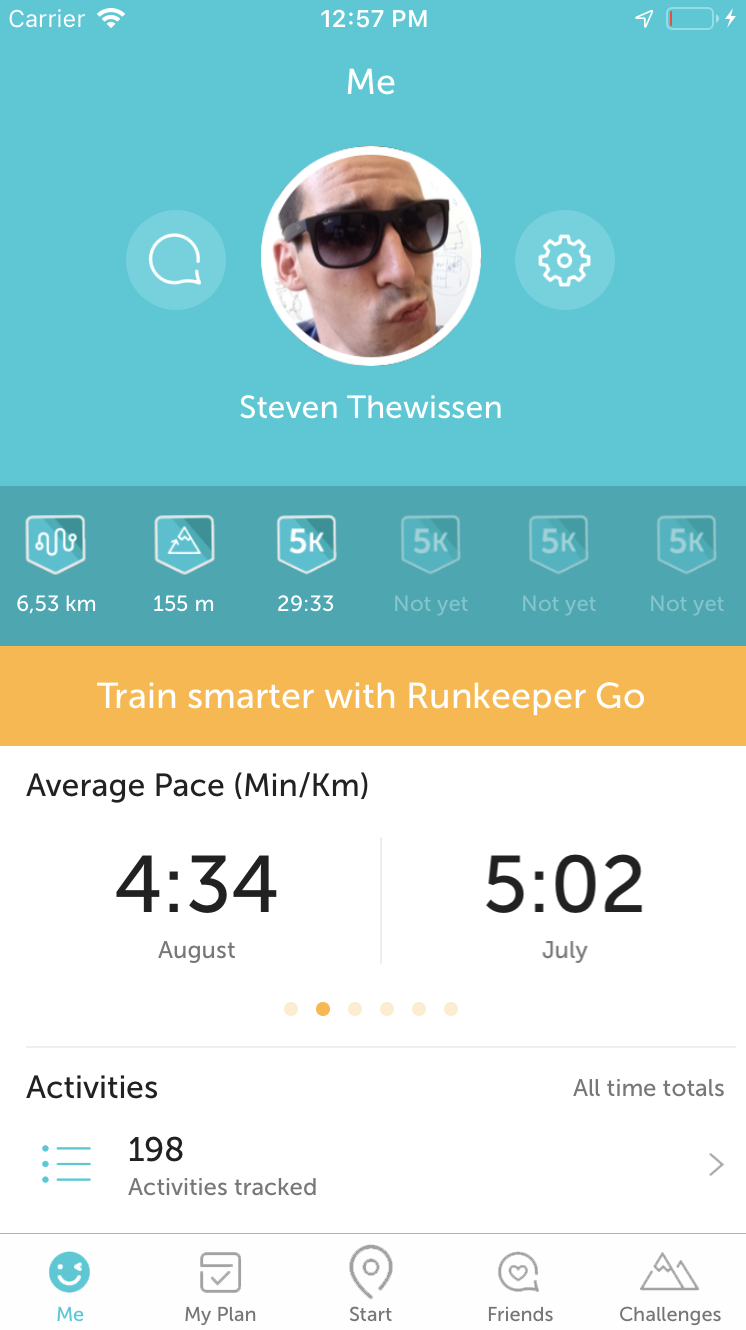 Carrier 12:57 PM
Me
Steven Thewissen
5K 5K 5K 5K
6,53 km 155 m 29:33 Not yet Not yet Not yet
Train smarter with Runkeeper Go
Average Pace (Min/Km)
4:34 5:02
August July
Activities All time totals
198
Activities tracked
Me My Plan Start Friends Challenges